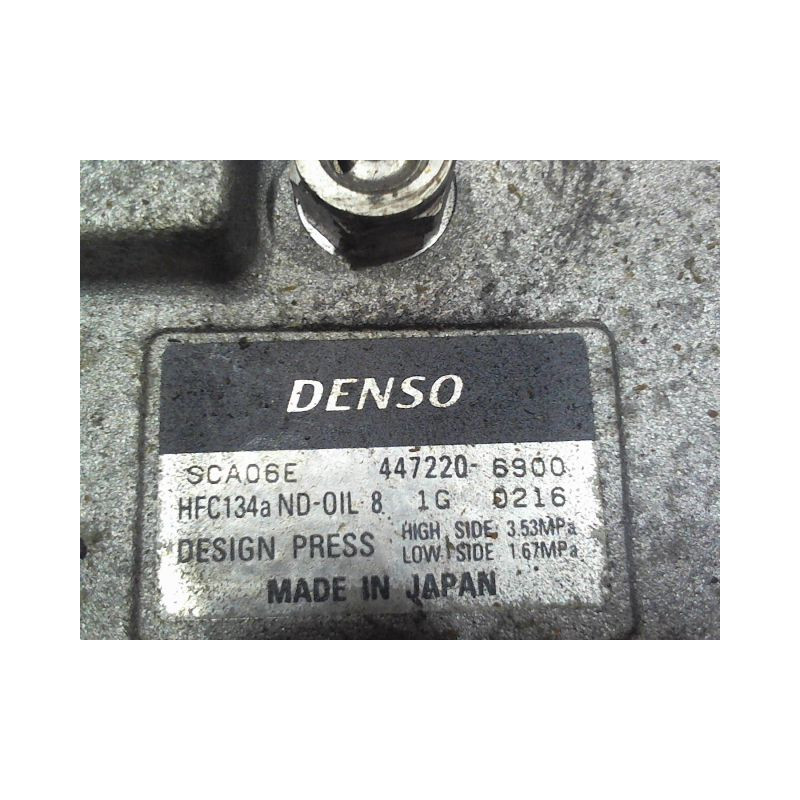 DENSO
SCA06E 447220-6900
HFC134a ND-OIL 8 1G 0216
DESIGN PRESS HIGH SIDE 3.53MPa
LOW SIDE 1.67MPa
MADE IN JAPAN